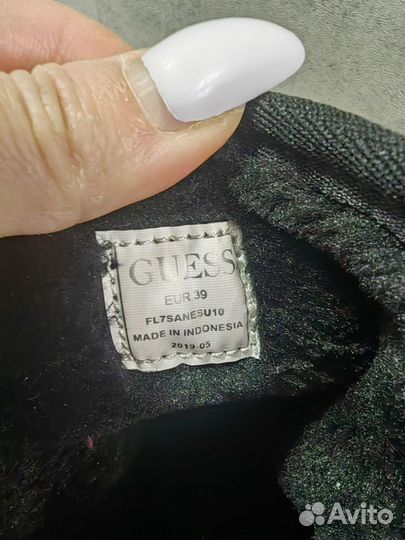 GUESS
EUR 39
FL7SANESU10
MADE IN INDONESIA
2019-05
Avito